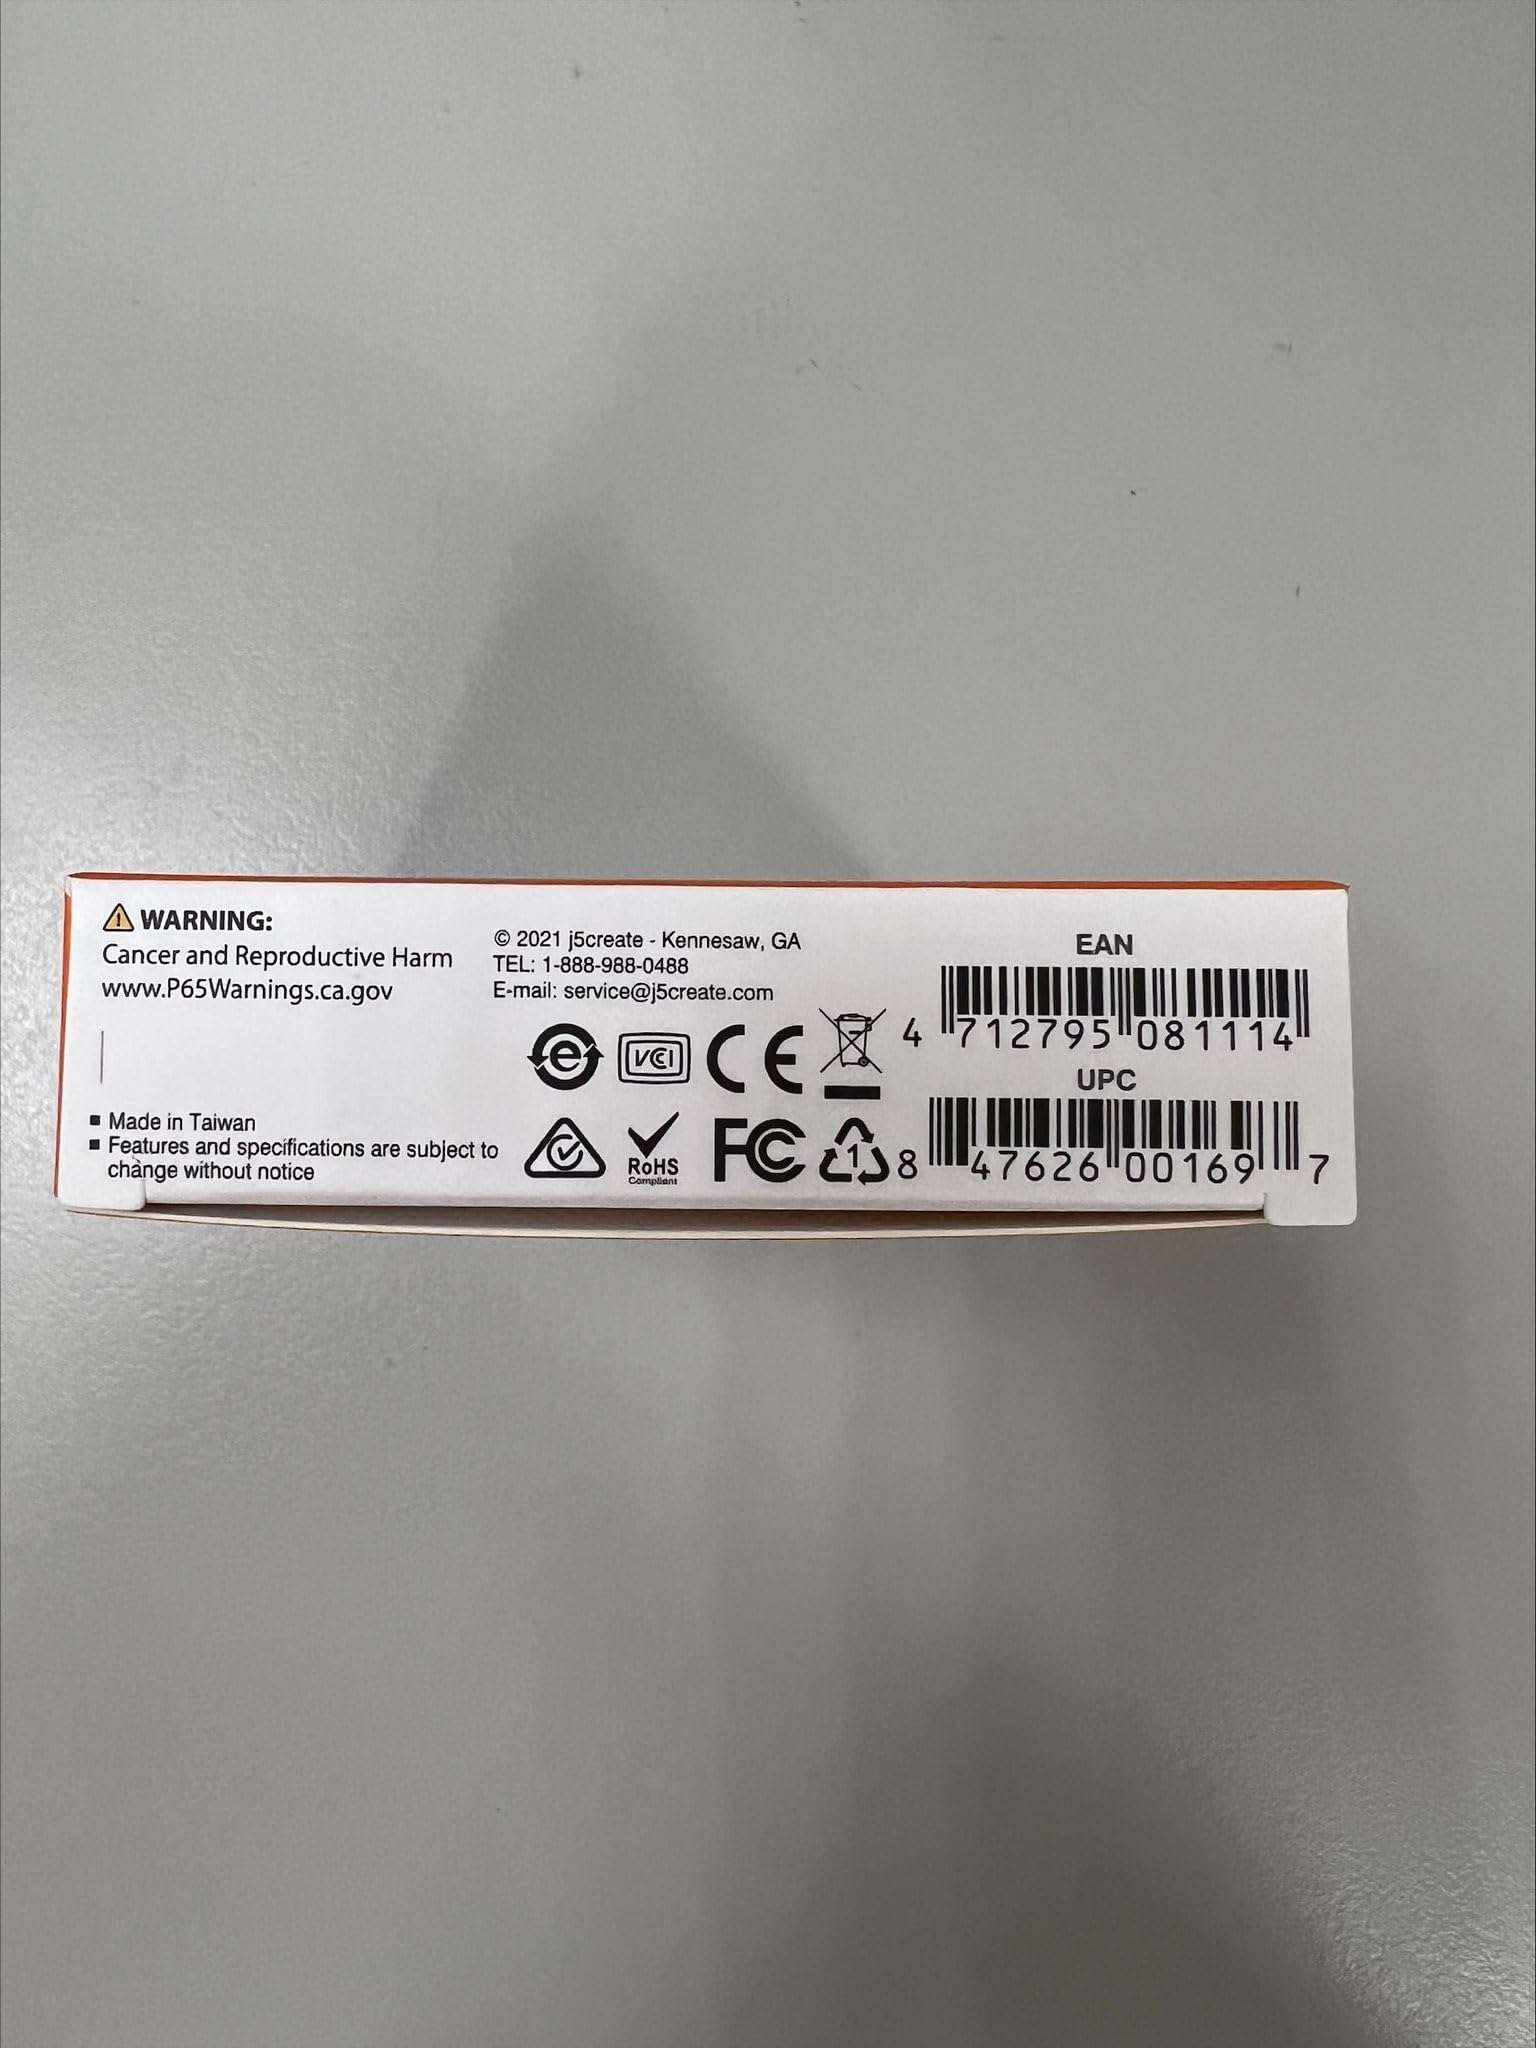 WARNING:
Cancer and Reproductive Harm
www.P65Warnings.ca.gov
■ Made in Taiwan
■ Features and specifications are subject to
change without notice
© 2021 j5create - Kennesaw, GA
TEL: 1-888-988-0488
E-mail: service@j5create.com
e
VCCI
CE
RoHS
Compliant
FC
1
EAN
4 712795 081114
UPC
8 47626 00169 7